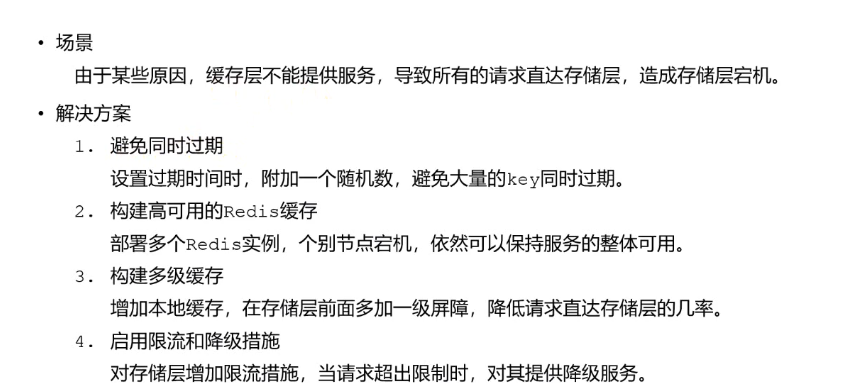 • 场景
由于某些原因，缓存层不能提供服务，导致所有的请求直达存储层，造成存储层宕机。
• 解决方案
1. 避免同时过期
设置过期时间时，附加一个随机数，避免大量的key同时过期。
2. 构建高可用的Redis缓存
部署多个Redis实例，个别节点宕机，依然可以保持服务的整体可用。
3. 构建多级缓存
增加本地缓存，在存储层前面多加一级屏障，降低请求直达存储层的几率。
4. 启用限流和降级措施
对存储层增加限流措施，当请求超出限制时，对其提供降级服务。